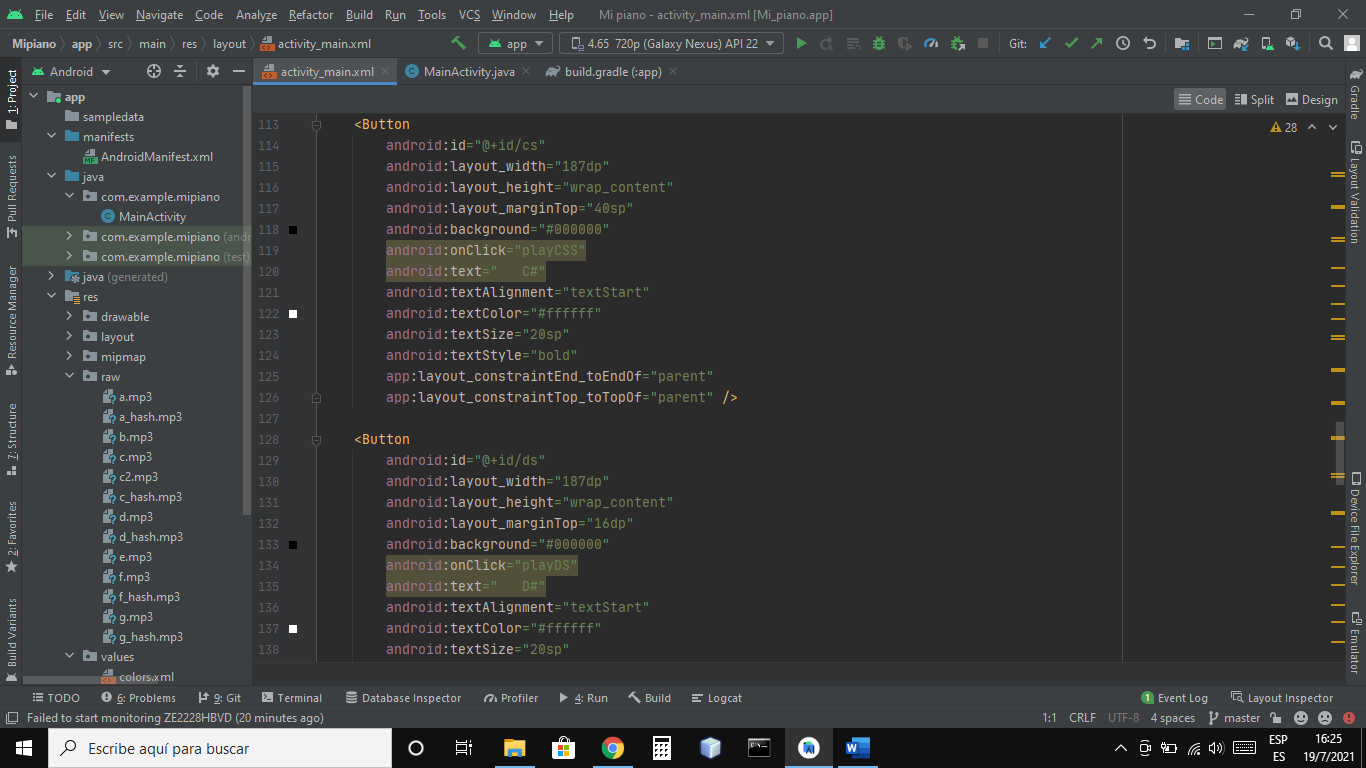 File Edit View Navigate Code Analyze Refactor Build Run Tools VCS Window Help Mi piano - activity_main.xml [Mi_piano.app]
Mipiano app src main res layout activity_main.xml app 4.65 720p (Galaxy Nexus) API 22 Git:
Android activity_main.xml MainActivity.java build.gradle (:app)
Code Split Design
1: Project
Pull Requests
Resource Manager
7: Structure
2: Favorites
Build Variants
app
sampledata
manifests
AndroidManifest.xml
java
com.example.mipiano
MainActivity
com.example.mipiano (andr
com.example.mipiano (test)
java (generated)
res
drawable
layout
mipmap
raw
a.mp3
a_hash.mp3
b.mp3
c.mp3
c2.mp3
c_hash.mp3
d.mp3
d_hash.mp3
e.mp3
f.mp3
f_hash.mp3
g.mp3
g_hash.mp3
values
colors.xml
28
113 <Button
114 android:id="@+id/cs"
115 android:layout_width="187dp"
116 android:layout_height="wrap_content"
117 android:layout_marginTop="40sp"
118 android:background="#000000"
119 android:onClick="playCSS"
120 android:text="   C#"
121 android:textAlignment="textStart"
122 android:textColor="#ffffff"
123 android:textSize="20sp"
124 android:textStyle="bold"
125 app:layout_constraintEnd_toEndOf="parent"
126 app:layout_constraintTop_toTopOf="parent" />
127
128 <Button
129 android:id="@+id/ds"
130 android:layout_width="187dp"
131 android:layout_height="wrap_content"
132 android:layout_marginTop="16dp"
133 android:background="#000000"
134 android:onClick="playDS"
135 android:text="   D#"
136 android:textAlignment="textStart"
137 android:textColor="#ffffff"
138 android:textSize="20sp"
Gradle
Layout Validation
Device File Explorer
Emulator
TODO 6: Problems 9: Git Terminal Database Inspector Profiler 4: Run Build Logcat 1 Event Log Layout Inspector
Failed to start monitoring ZE2228HBVD (20 minutes ago) 1:1 CRLF UTF-8 4 spaces master
Escribe aquí para buscar
ESP
ES
16:25
19/7/2021